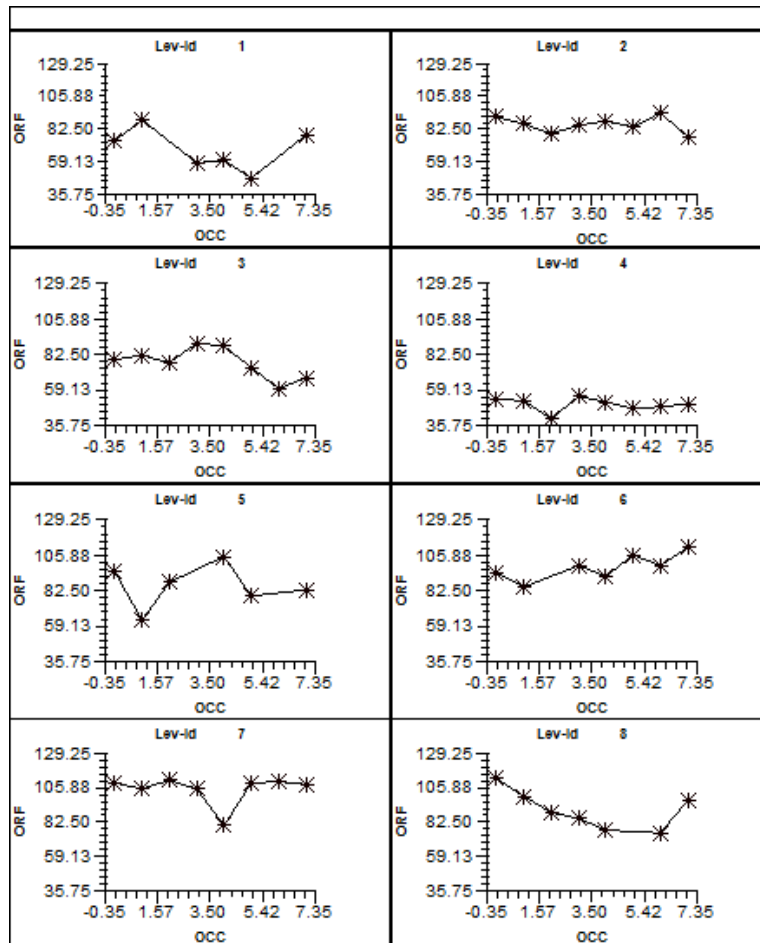 Lev-Id 1
129.25
105.88
82.50
59.13
35.75
ORF
-0.35 1.57 3.50 5.42 7.35
OCC
Lev-Id 2
129.25
105.88
82.50
59.13
35.75
ORF
-0.35 1.57 3.50 5.42 7.35
OCC
Lev-Id 3
129.25
105.88
82.50
59.13
35.75
ORF
-0.35 1.57 3.50 5.42 7.35
OCC
Lev-Id 4
129.25
105.88
82.50
59.13
35.75
ORF
-0.35 1.57 3.50 5.42 7.35
OCC
Lev-Id 5
129.25
105.88
82.50
59.13
35.75
ORF
-0.35 1.57 3.50 5.42 7.35
OCC
Lev-Id 6
129.25
105.88
82.50
59.13
35.75
ORF
-0.35 1.57 3.50 5.42 7.35
OCC
Lev-Id 7
129.25
105.88
82.50
59.13
35.75
ORF
-0.35 1.57 3.50 5.42 7.35
OCC
Lev-Id 8
129.25
105.88
82.50
59.13
35.75
ORF
-0.35 1.57 3.50 5.42 7.35
OCC